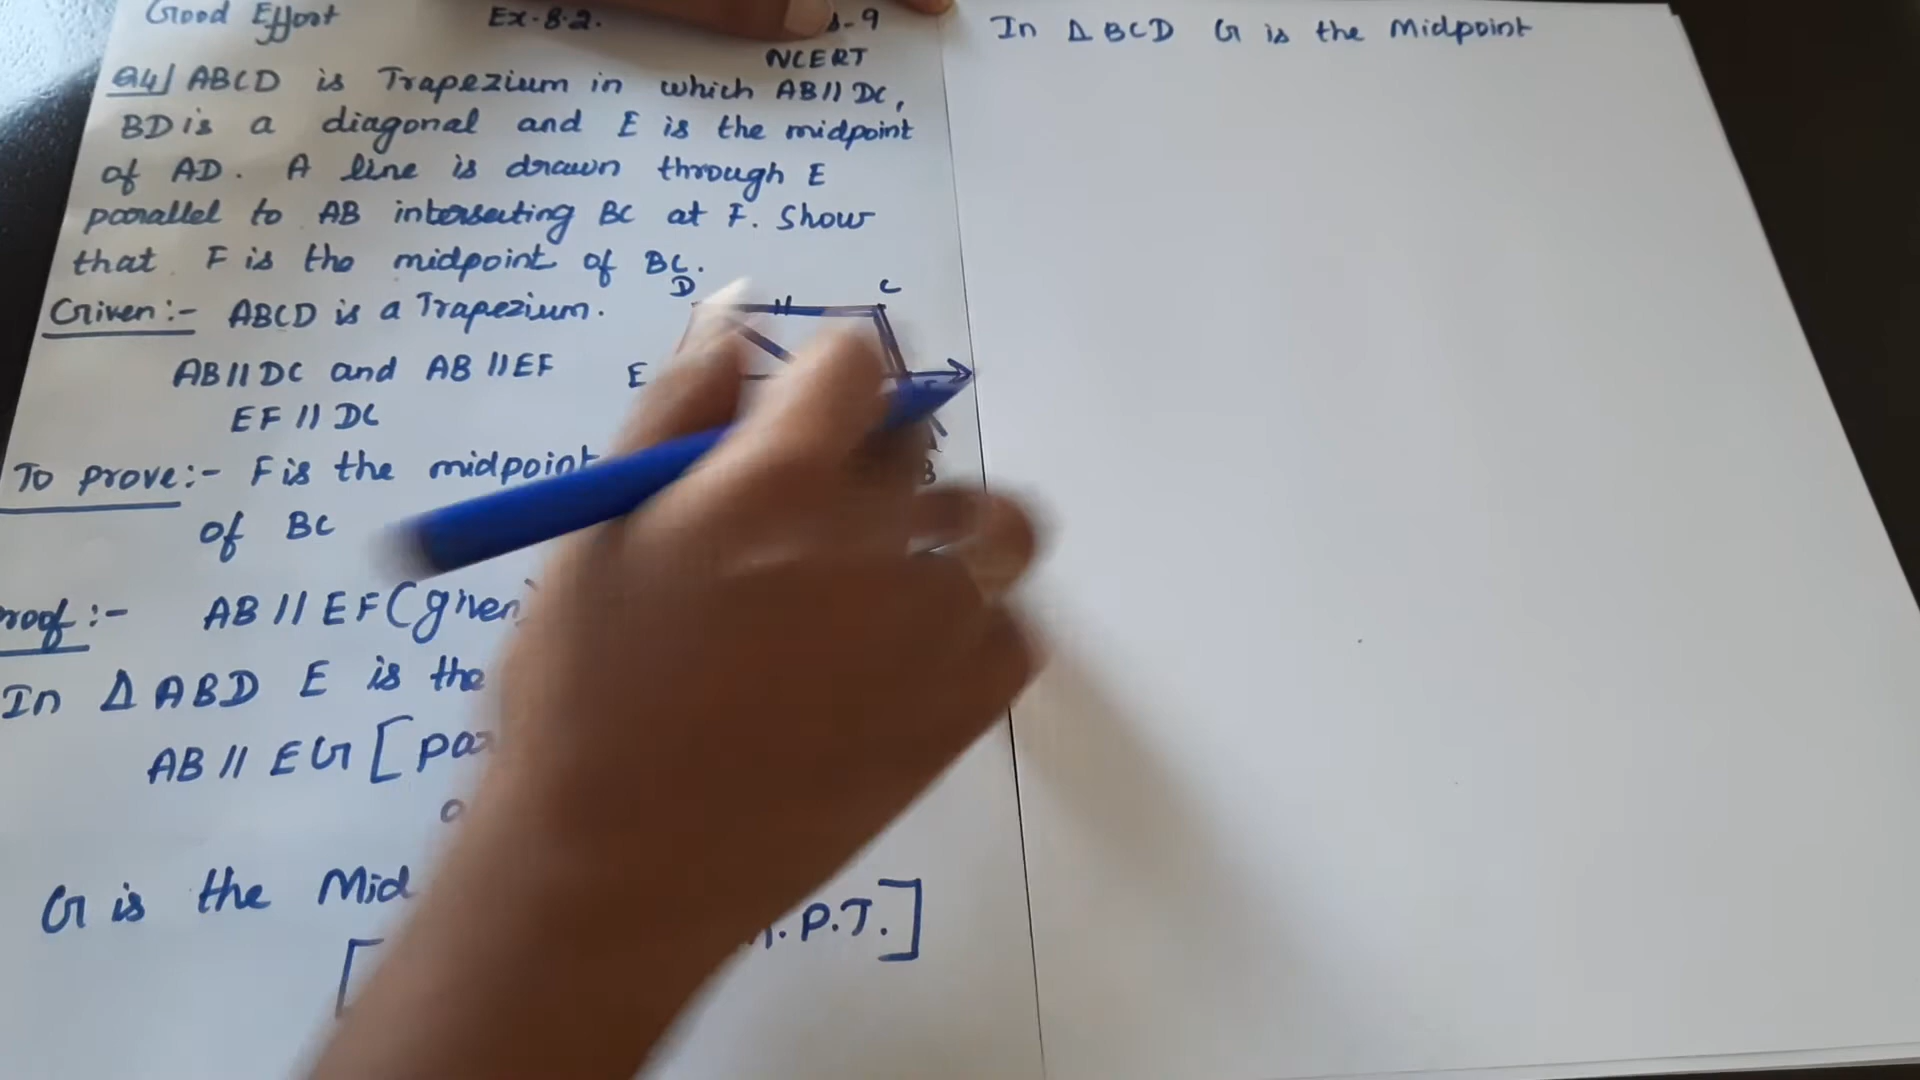 Good Effort Ex-8.2. -9
NCERT
Q4/ ABCD is Trapezium in which AB // DC,
BD is a diagonal and E is the midpoint
of AD. A line is drawn through E
parallel to AB intersecting BC at F. Show
that F is the midpoint of BC.
Given :- ABCD is a Trapezium.
AB // DC and AB // EF
EF // DC
To prove :- F is the midpoint
of BC
roof :- AB // EF (given)
In Δ ABD E is the
AB // EG [
G is the Mid
[ .P.T.]
D C
E
B
In Δ BCD G is the Midpoint